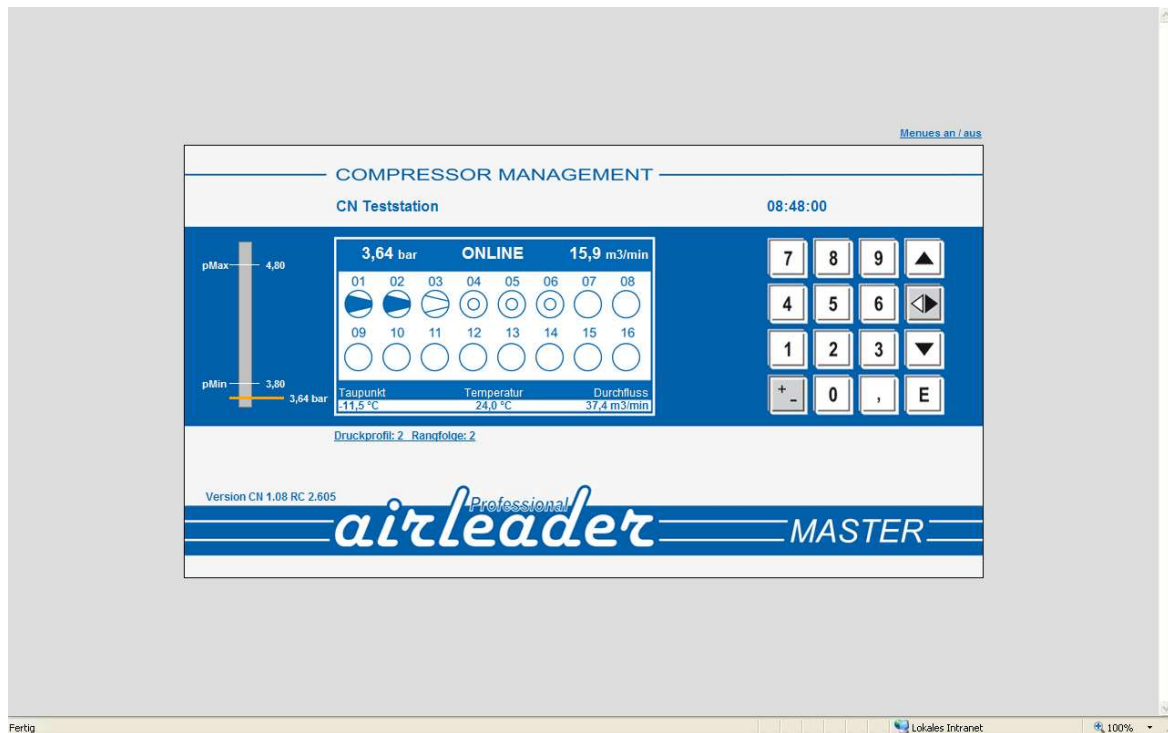 Menues an / aus
COMPRESSOR MANAGEMENT
CN Teststation 08:48:00
3,64 bar ONLINE 15,9 m3/min
pMax 4,80
01 02 03 04 05 06 07 08
09 10 11 12 13 14 15 16
pMin 3,80
3,64 bar
Taupunkt Temperatur Durchfluss
-11,5 °C 24,0 °C 37,4 m3/min
7 8 9
4 5 6
1 2 3
+ - 0 , E
Druckprofil: 2 Rangfolge: 2
Version CN 1.08 RC 2.605
Professional
airleader MASTER
Fertig Lokales Intranet 100%